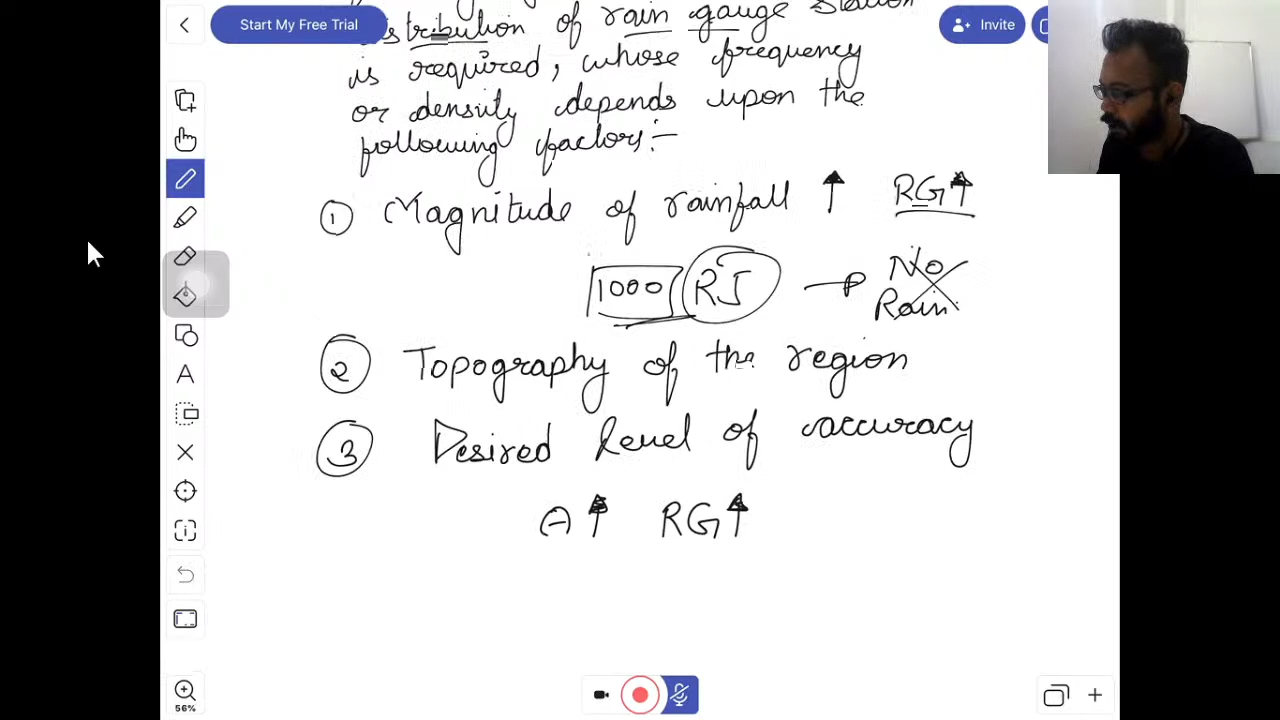 Start My Free Trial
Invite
distribution of rain gauge station
is required, whose frequency
or density depends upon the
following factors:-
1 Magnitude of rainfall ↑ RG↑
1000 RJ → No
Rain
2 Topography of the region
3 Desired level of accuracy
A↑ RG↑
56%